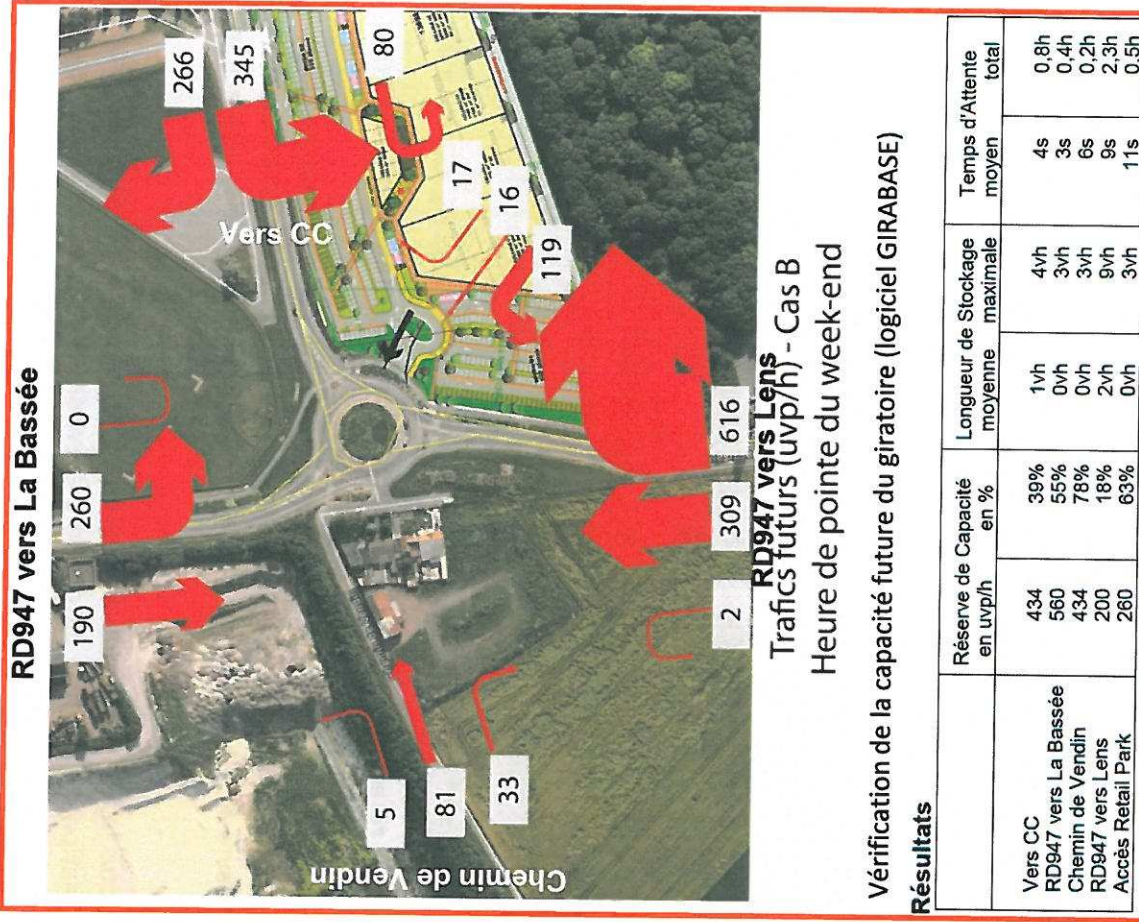 RD947 vers La Bassée
190
260
0
266
345
Vers CC
80
17
16
119
5
81
33
Chemin de Vendin
2
309
616
RD947 vers Lens
Trafics futurs (uvp/h) - Cas B
Heure de pointe du week-end
Vérification de la capacité future du giratoire (logiciel GIRABASE)
Résultats
Réserve de Capacité Longueur de Stockage Temps d'Attente
en uvp/h en % moyenne maximale moyen total
Vers CC 434 39% 1vh 4vh 4s 0,8h
RD947 vers La Bassée 560 55% 0vh 3vh 3s 0,4h
Chemin de Vendin 434 78% 0vh 3vh 6s 0,2h
RD947 vers Lens 200 18% 2vh 9vh 9s 2,3h
Accès Retail Park 260 63% 0vh 3vh 11s 0,5h